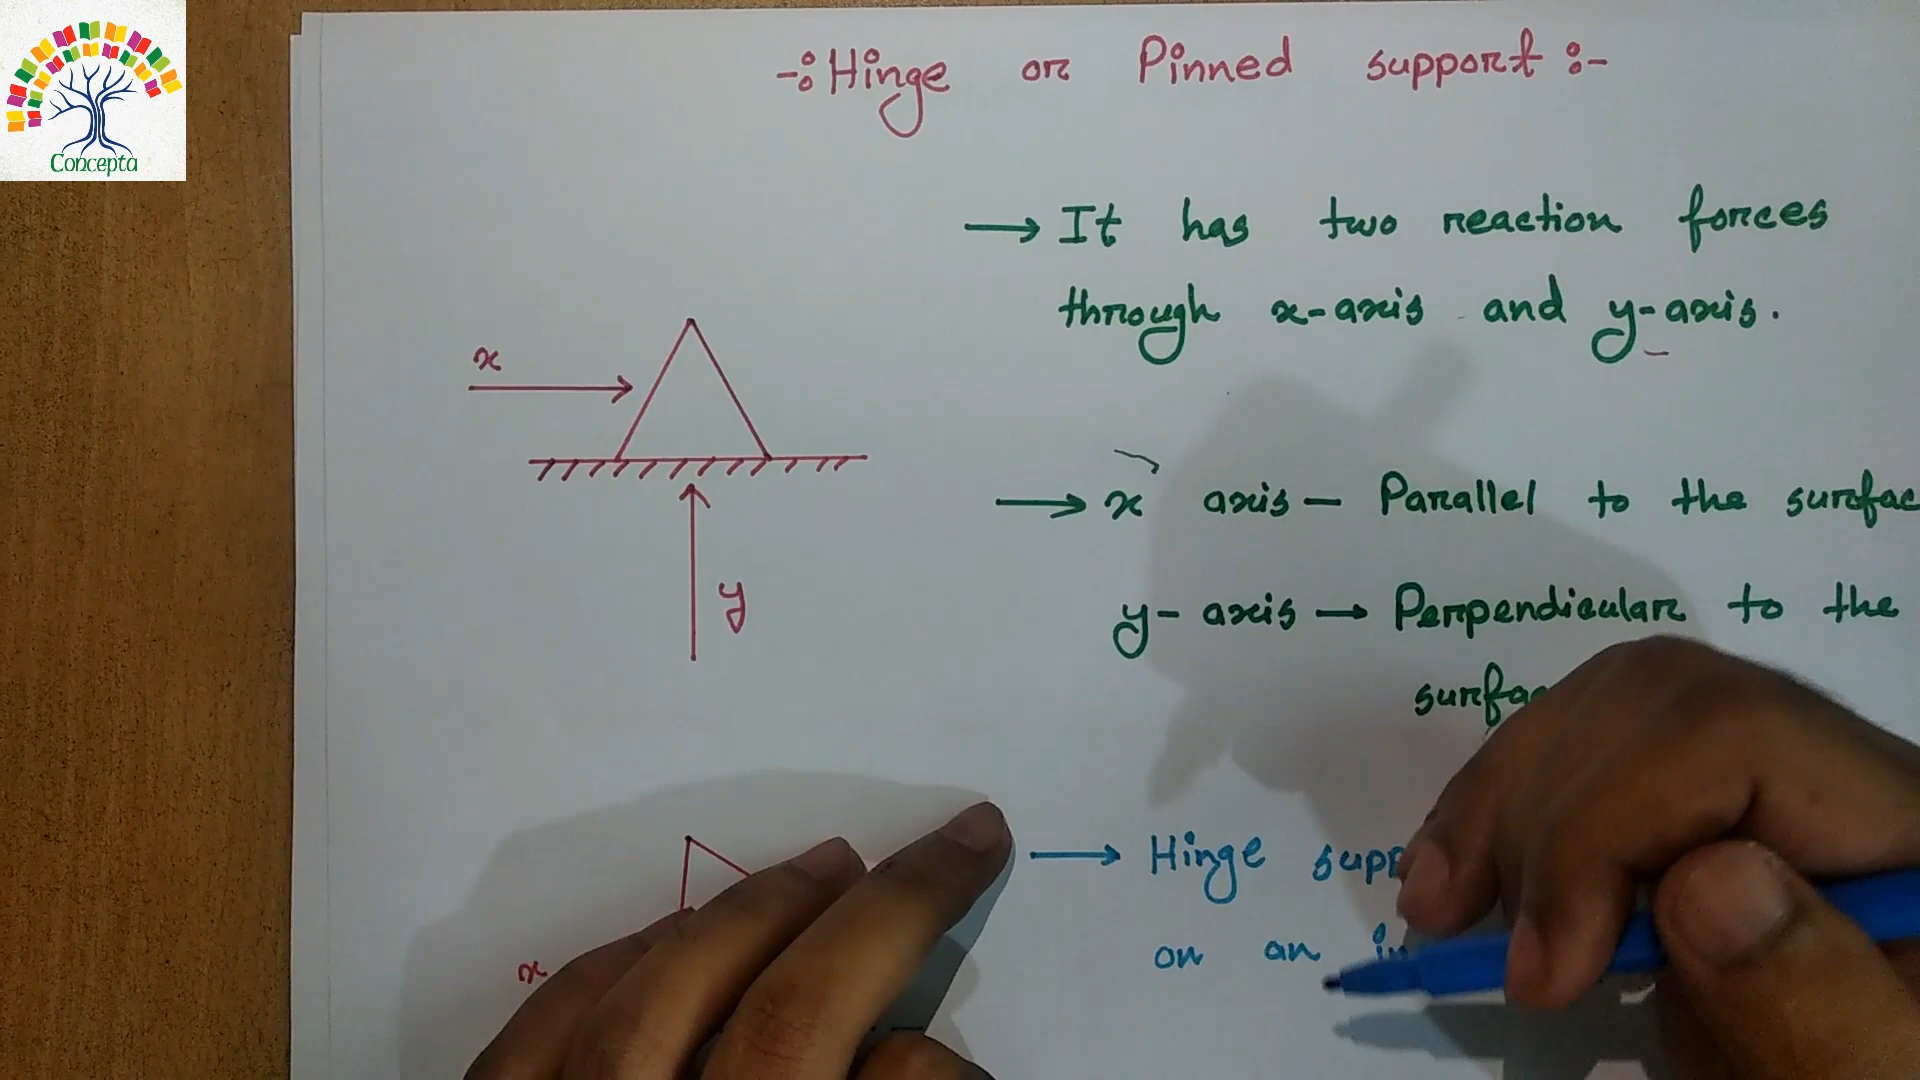 Concepta
-:Hinge or Pinned support:-
→ It has two reaction forces
through x-axis and y-axis.
x
→ x axis — Parallel to the surfac
y
y- axis → Perpendicular to the
→ Hinge
on an
x